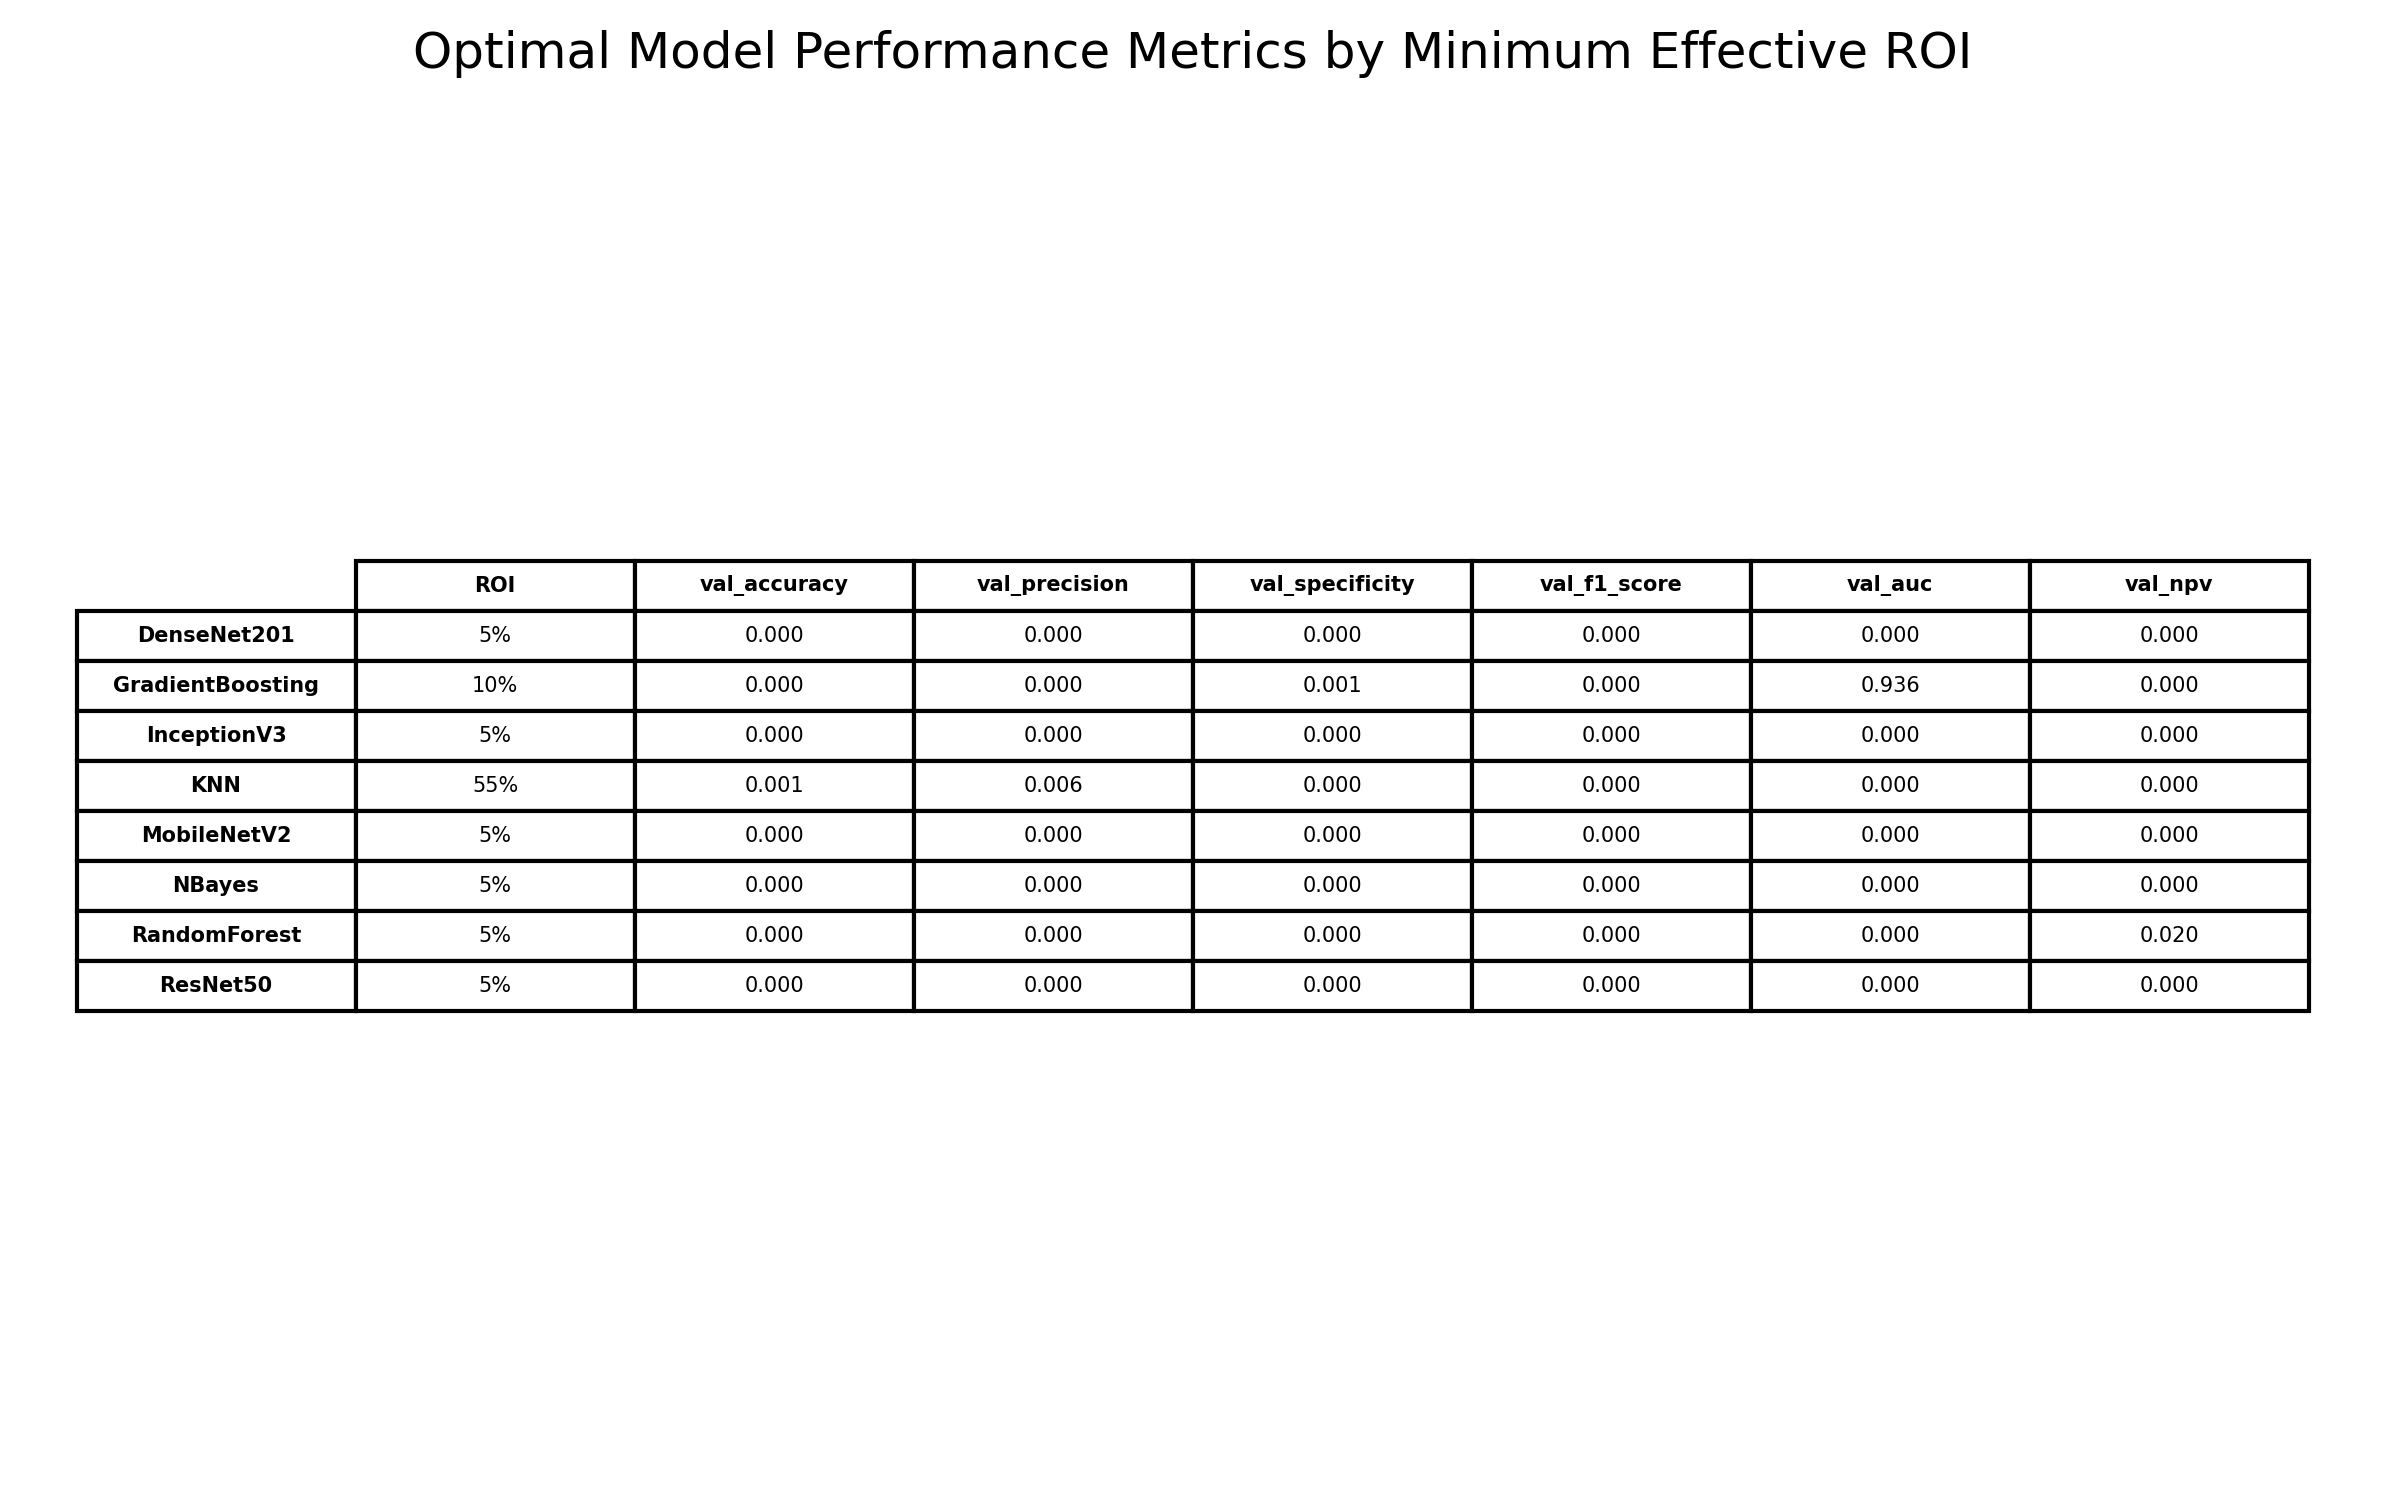 Optimal Model Performance Metrics by Minimum Effective ROI
ROI val_accuracy val_precision val_specificity val_f1_score val_auc val_npv
DenseNet201 5% 0.000 0.000 0.000 0.000 0.000 0.000
GradientBoosting 10% 0.000 0.000 0.001 0.000 0.936 0.000
InceptionV3 5% 0.000 0.000 0.000 0.000 0.000 0.000
KNN 55% 0.001 0.006 0.000 0.000 0.000 0.000
MobileNetV2 5% 0.000 0.000 0.000 0.000 0.000 0.000
NBayes 5% 0.000 0.000 0.000 0.000 0.000 0.000
RandomForest 5% 0.000 0.000 0.000 0.000 0.000 0.020
ResNet50 5% 0.000 0.000 0.000 0.000 0.000 0.000